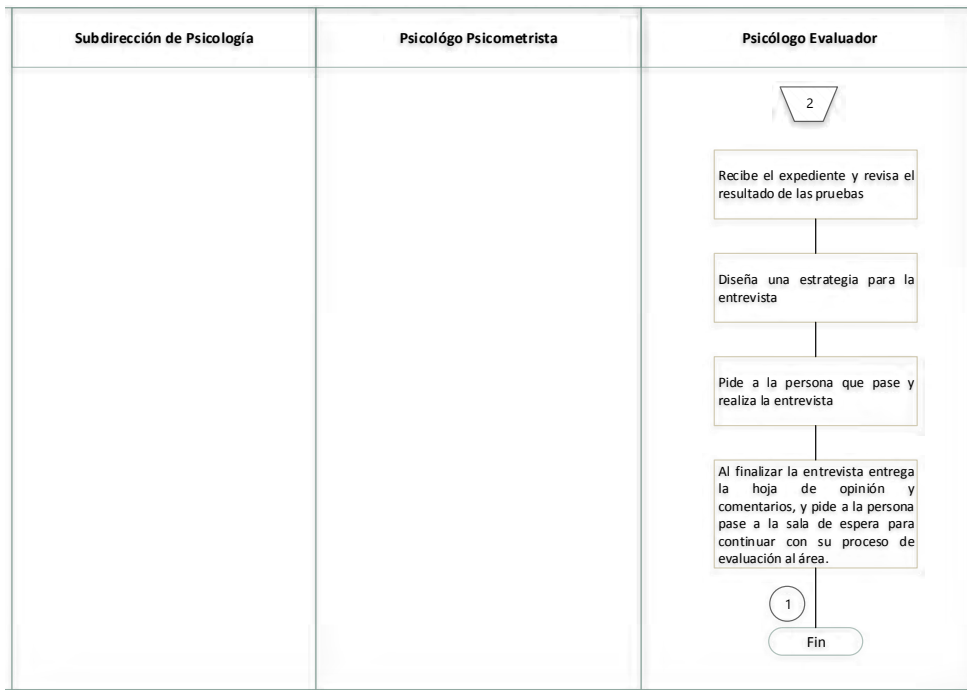 Subdirección de Psicología
Psicológo Psicometrista
Psicólogo Evaluador
2
Recibe el expediente y revisa el
resultado de las pruebas
Diseña una estrategia para la
entrevista
Pide a la persona que pase y
realiza la entrevista
Al finalizar la entrevista entrega
la hoja de opinión y
comentarios, y pide a la persona
pase a la sala de espera para
continuar con su proceso de
evaluación al área.
1
Fin